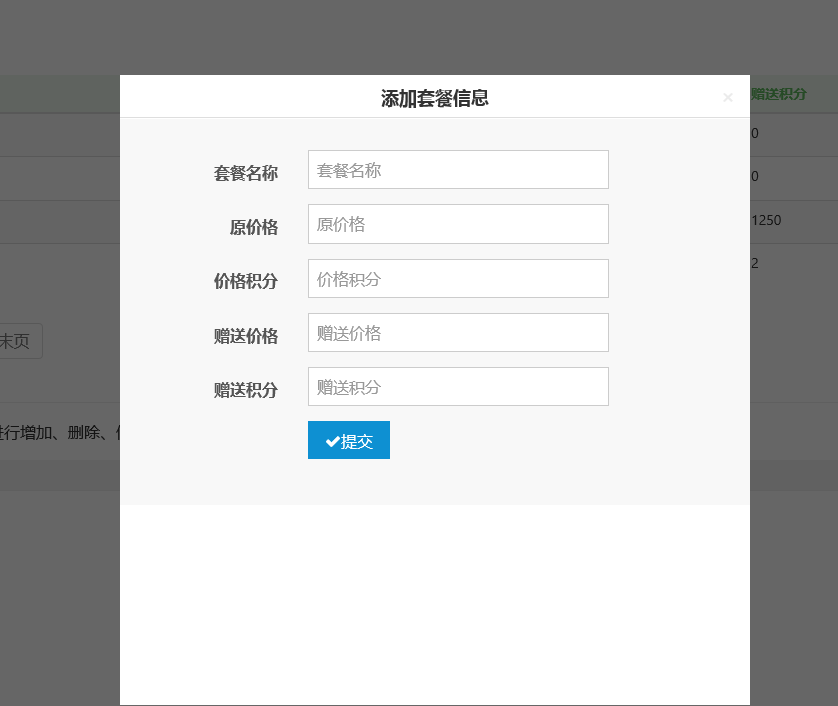 添加套餐信息
×
赠送积分
套餐名称
套餐名称
0
0
原价格
原价格
1250
价格积分
价格积分
2
赠送价格
赠送价格
末页
赠送积分
赠送积分
进行增加、删除、
提交